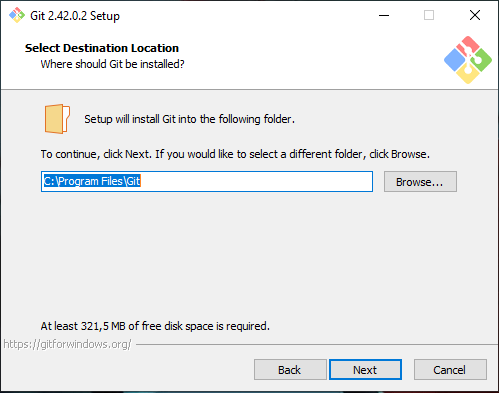 Git 2.42.0.2 Setup
Select Destination Location
Where should Git be installed?
Setup will install Git into the following folder.
To continue, click Next. If you would like to select a different folder, click Browse.
C:\Program Files\Git
Browse...
At least 321,5 MB of free disk space is required.
https://gitforwindows.org/
Back
Next
Cancel